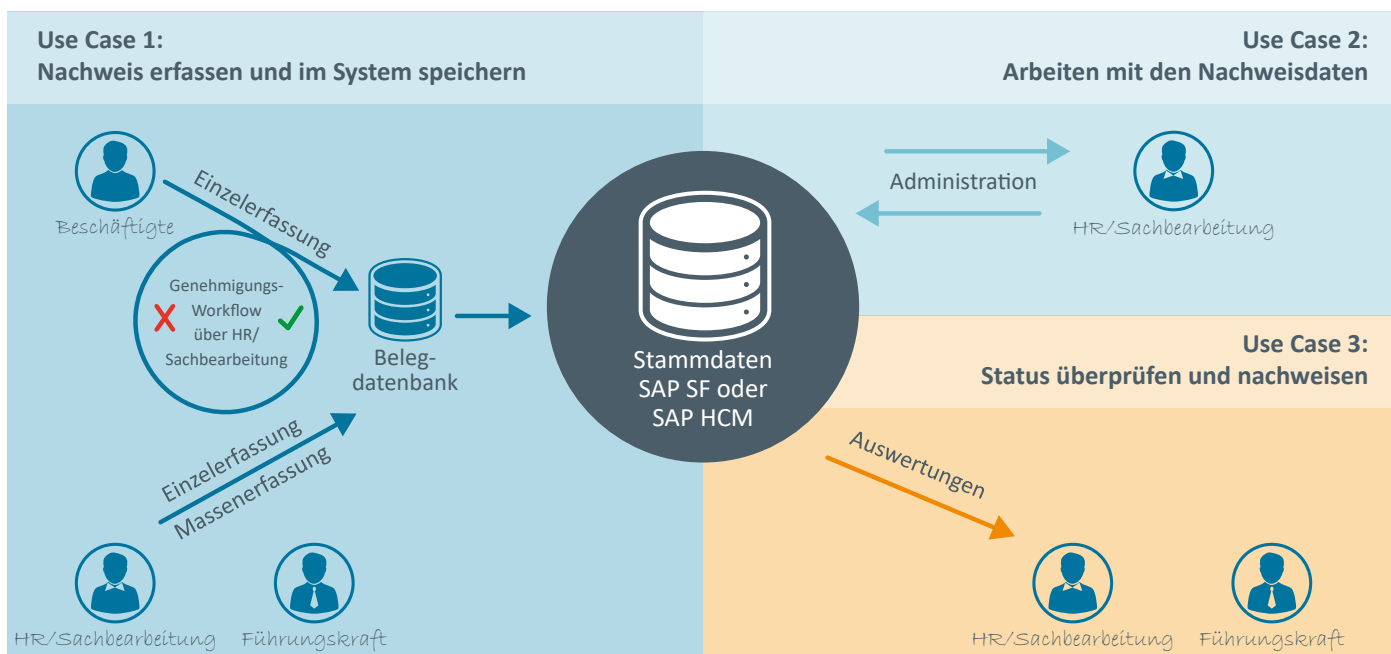 Use Case 1:
Nachweis erfassen und im System speichern
Beschäftigte
Einzelerfassung
Genehmigungs-
Workflow
über HR/
Sachbearbeitung
Beleg-
datenbank
Einzelerfassung
Massenerfassung
HR/Sachbearbeitung
Führungskraft
Stammdaten
SAP SF oder
SAP HCM
Use Case 2:
Arbeiten mit den Nachweisdaten
Administration
HR/Sachbearbeitung
Use Case 3:
Status überprüfen und nachweisen
Auswertungen
HR/Sachbearbeitung
Führungskraft